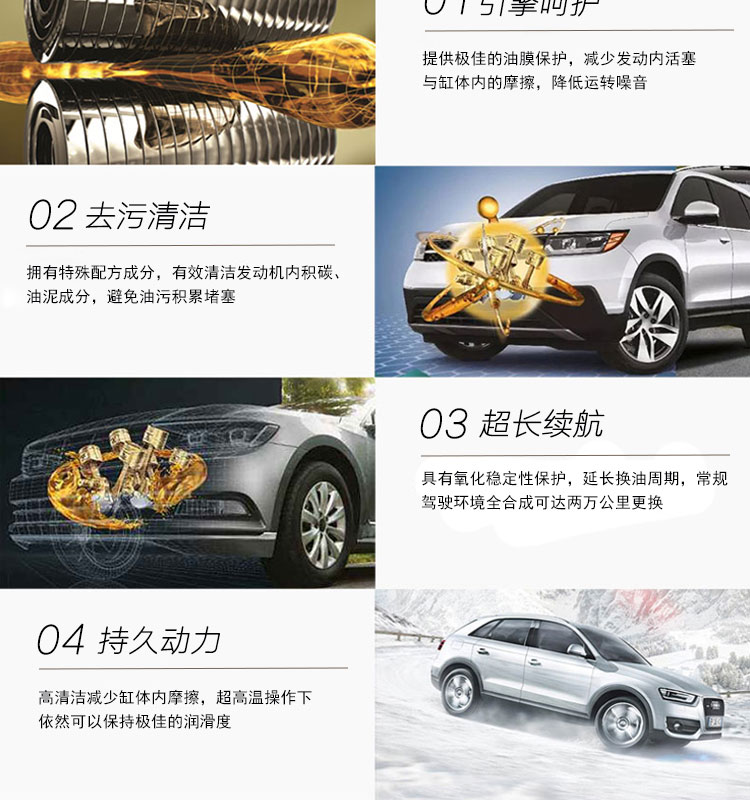 01 引擎呵护
提供极佳的油膜保护，减少发动内活塞
与缸体内的摩擦，降低运转噪音
02 去污清洁
拥有特殊配方成分，有效清洁发动机内积碳、
油泥成分，避免油污积累堵塞
03 超长续航
具有氧化稳定性保护，延长换油周期，常规
驾驶环境全合成可达两万公里更换
04 持久动力
高清洁减少缸体内摩擦，超高温操作下
依然可以保持极佳的润滑度